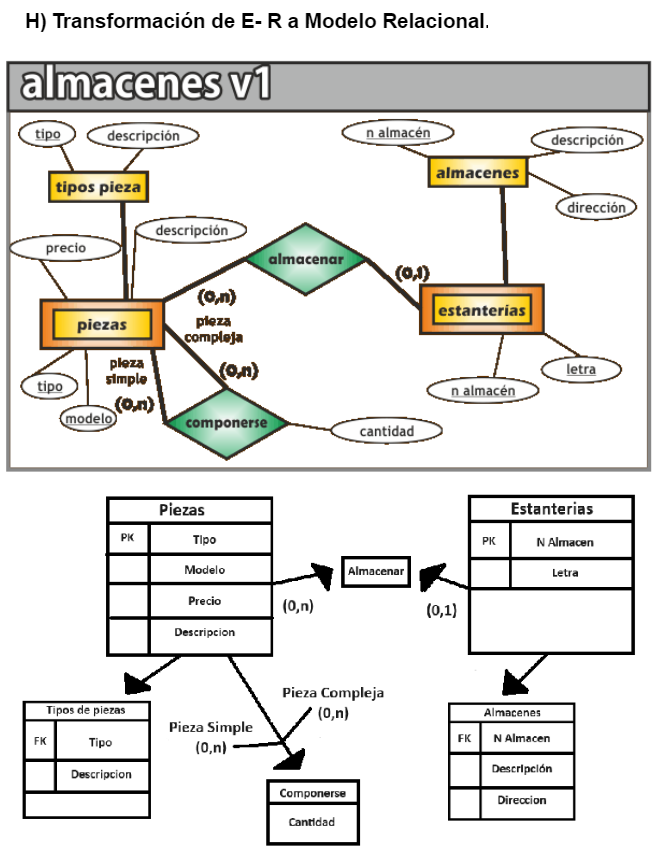 H) Transformación de E- R a Modelo Relacional.
almacenes v1
tipo
descripción
n almacén
descripción
tipos pieza
almacenes
dirección
descripción
precio
almacenar
(0,n)
(0,1)
piezas
pieza
compleja
estanterías
pieza
simple
(0,n)
(0,n)
tipo
modelo
componerse
cantidad
n almacén
letra
Piezas
PK Tipo
Modelo
Precio
Descripcion
Almacenar
(0,n)
(0,1)
Estanterias
PK N Almacen
Letra
Tipos de piezas
FK Tipo
Descripcion
Pieza Compleja
(0,n)
Pieza Simple
(0,n)
Componerse
Cantidad
Almacenes
FK N Almacen
Descripción
Direccion